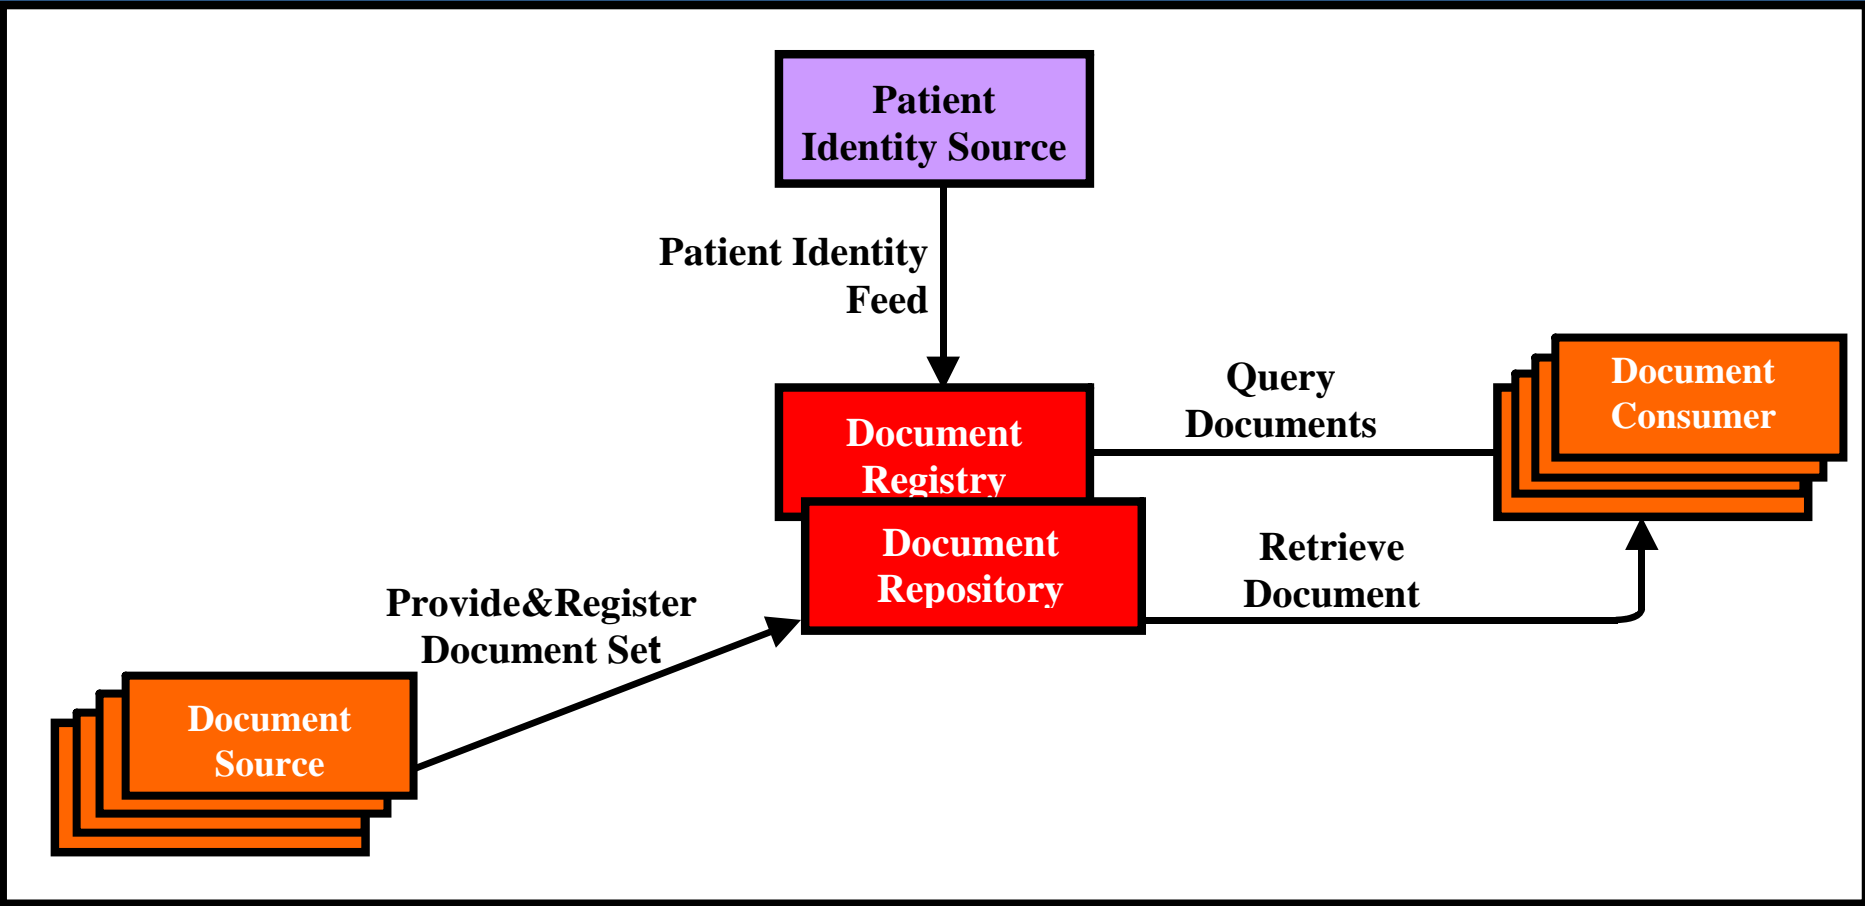 Patient
Identity Source
Patient Identity
Feed
Document
Registry
Query
Documents
Document
Consumer
Document
Repository
Retrieve
Document
Provide&Register
Document Set
Document
Source